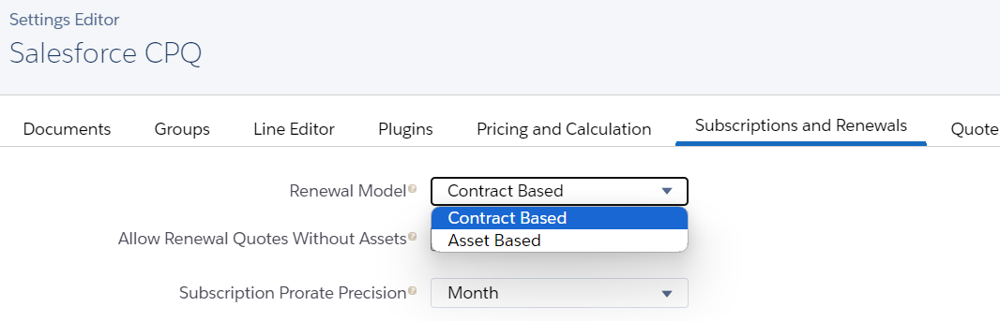 Settings Editor
Salesforce CPQ
Documents Groups Line Editor Plugins Pricing and Calculation Subscriptions and Renewals Quote
Renewal Model Contract Based
Contract Based
Allow Renewal Quotes Without Assets Asset Based
Subscription Prorate Precision Month